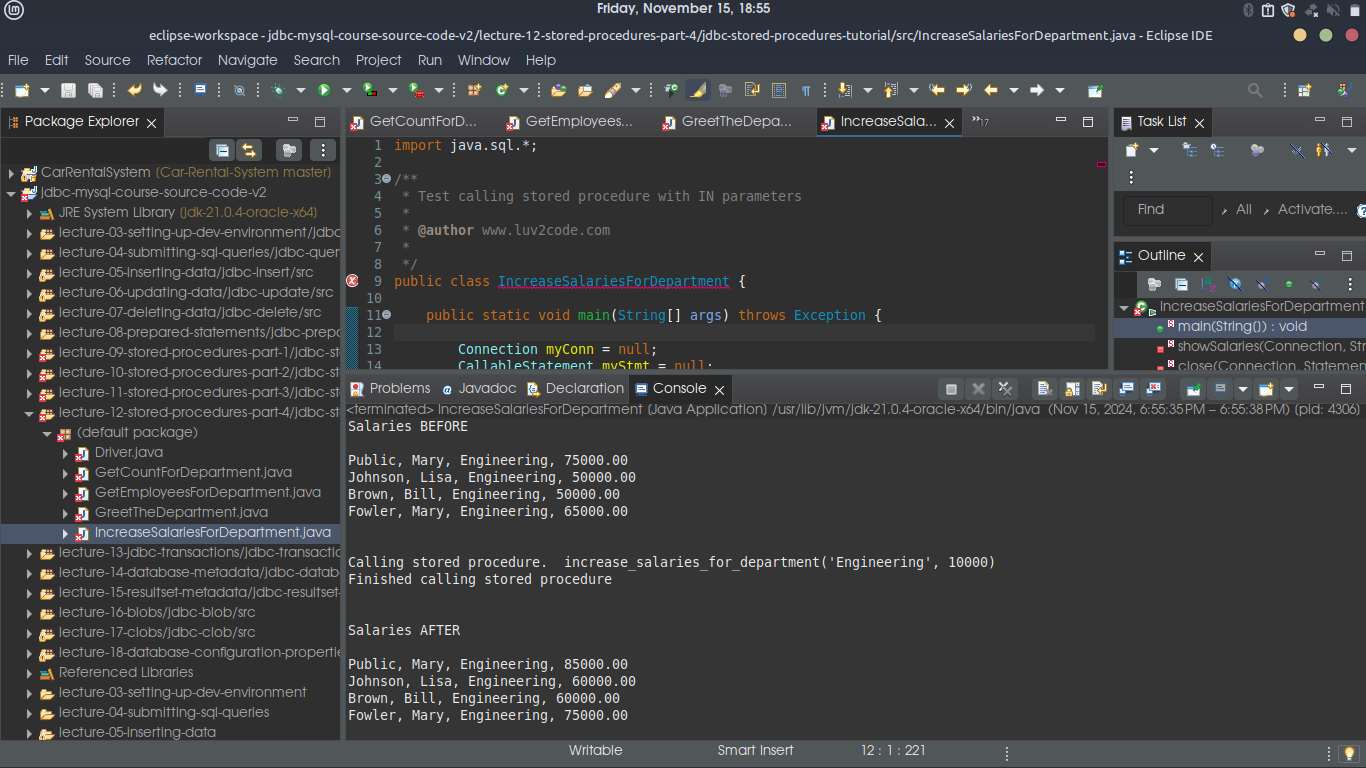 Friday, November 15, 18:55
eclipse-workspace - jdbc-mysql-course-source-code-v2/lecture-12-stored-procedures-part-4/jdbc-stored-procedures-tutorial/src/IncreaseSalariesForDepartment.java - Eclipse IDE
File Edit Source Refactor Navigate Search Project Run Window Help
Package Explorer
CarRentalSystem [Car-Rental-System master]
jdbc-mysql-course-source-code-v2
JRE System Library [jdk-21.0.4-oracle-x64]
lecture-03-setting-up-dev-environment/jdbc
lecture-04-submitting-sql-queries/jdbc-quer
lecture-05-inserting-data/jdbc-insert/src
lecture-06-updating-data/jdbc-update/src
lecture-07-deleting-data/jdbc-delete/src
lecture-08-prepared-statements/jdbc-prepa
lecture-09-stored-procedures-part-1/jdbc-st
lecture-10-stored-procedures-part-2/jdbc-st
lecture-11-stored-procedures-part-3/jdbc-st
lecture-12-stored-procedures-part-4/jdbc-st
(default package)
Driver.java
GetCountForDepartment.java
GetEmployeesForDepartment.java
GreetTheDepartment.java
IncreaseSalariesForDepartment.java
lecture-13-jdbc-transactions/jdbc-transactic
lecture-14-database-metadata/jdbc-datab
lecture-15-resultset-metadata/jdbc-resultset-
lecture-16-blobs/jdbc-blob/src
lecture-17-clobs/jdbc-clob/src
lecture-18-database-configuration-propertie
Referenced Libraries
lecture-03-setting-up-dev-environment
lecture-04-submitting-sql-queries
lecture-05-inserting-data
GetCountForD... GetEmployees... GreetTheDepa... IncreaseSala... »17
1 import java.sql.*;
2
3 /**
4 * Test calling stored procedure with IN parameters
5 *
6 * @author www.luv2code.com
7 *
8 */
9 public class IncreaseSalariesForDepartment {
10
11 public static void main(String[] args) throws Exception {
12
13 Connection myConn = null;
14 CallableStatement myStmt = null;
Problems Javadoc Declaration Console
<terminated> IncreaseSalariesForDepartment [Java Application] /usr/lib/jvm/jdk-21.0.4-oracle-x64/bin/java (Nov 15, 2024, 6:55:35 PM – 6:55:38 PM) [pid: 4306]
Salaries BEFORE
Public, Mary, Engineering, 75000.00
Johnson, Lisa, Engineering, 50000.00
Brown, Bill, Engineering, 50000.00
Fowler, Mary, Engineering, 65000.00
Calling stored procedure.  increase_salaries_for_department('Engineering', 10000)
Finished calling stored procedure
Salaries AFTER
Public, Mary, Engineering, 85000.00
Johnson, Lisa, Engineering, 60000.00
Brown, Bill, Engineering, 60000.00
Fowler, Mary, Engineering, 75000.00
Task List
Find All Activate....
Outline
IncreaseSalariesForDepartment
main(String[]) : void
showSalaries(Connection, Str
close(Connection, Statemen
Writable Smart Insert 12 : 1 : 221